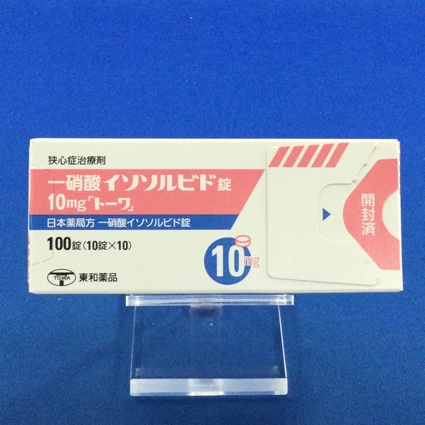 狭心症治療剤
一硝酸イソソルビド錠
10mg「トーワ」
日本薬局方 一硝酸イソソルビド錠
100錠(10錠×10)
10mg
TOWA 東和薬品
開封済